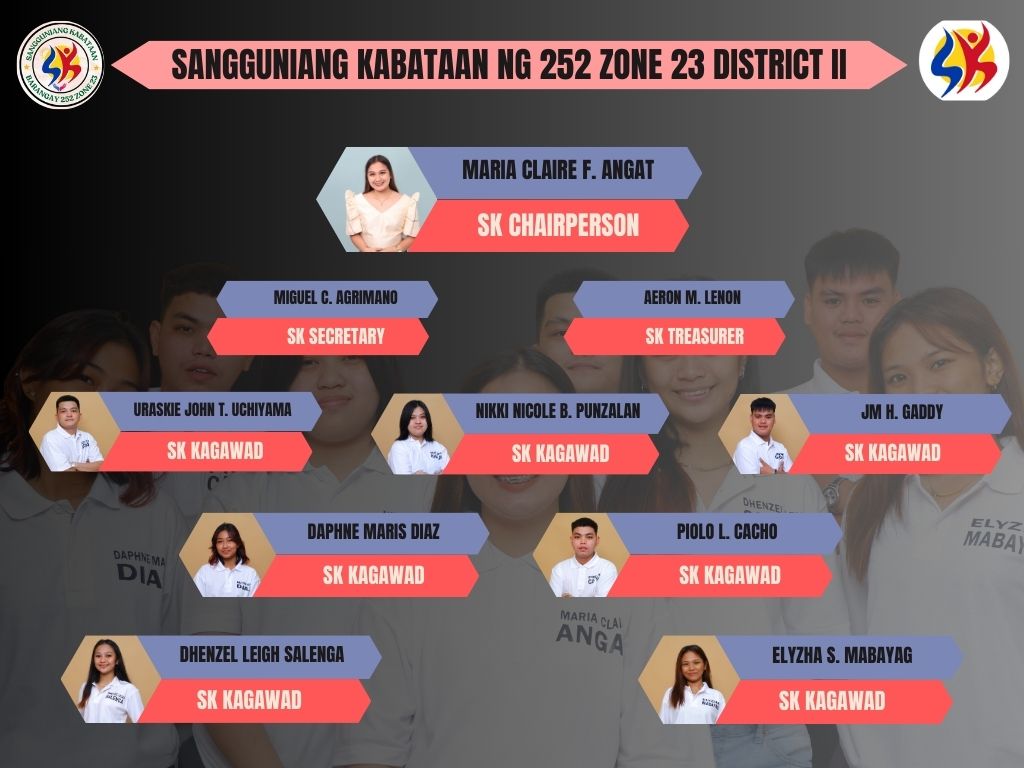 SANGGUNIANG KABATAAN
BARANGAY 252 ZONE 23
SANGGUNIANG KABATAAN NG 252 ZONE 23 DISTRICT II
MARIA CLAIRE F. ANGAT
SK CHAIRPERSON
MIGUEL C. AGRIMANO
SK SECRETARY
AERON M. LENON
SK TREASURER
URASKIE JOHN T. UCHIYAMA
SK KAGAWAD
NIKKI NICOLE B. PUNZALAN
SK KAGAWAD
JM H. GADDY
SK KAGAWAD
DAPHNE MARIS DIAZ
SK KAGAWAD
PIOLO L. CACHO
SK KAGAWAD
DHENZEL LEIGH SALENGA
SK KAGAWAD
ELYZHA S. MABAYAG
SK KAGAWAD
DAPHNE MA
DIA
MARIA CLAI
ANGA
DHENZEL
ELYZ
MABAY